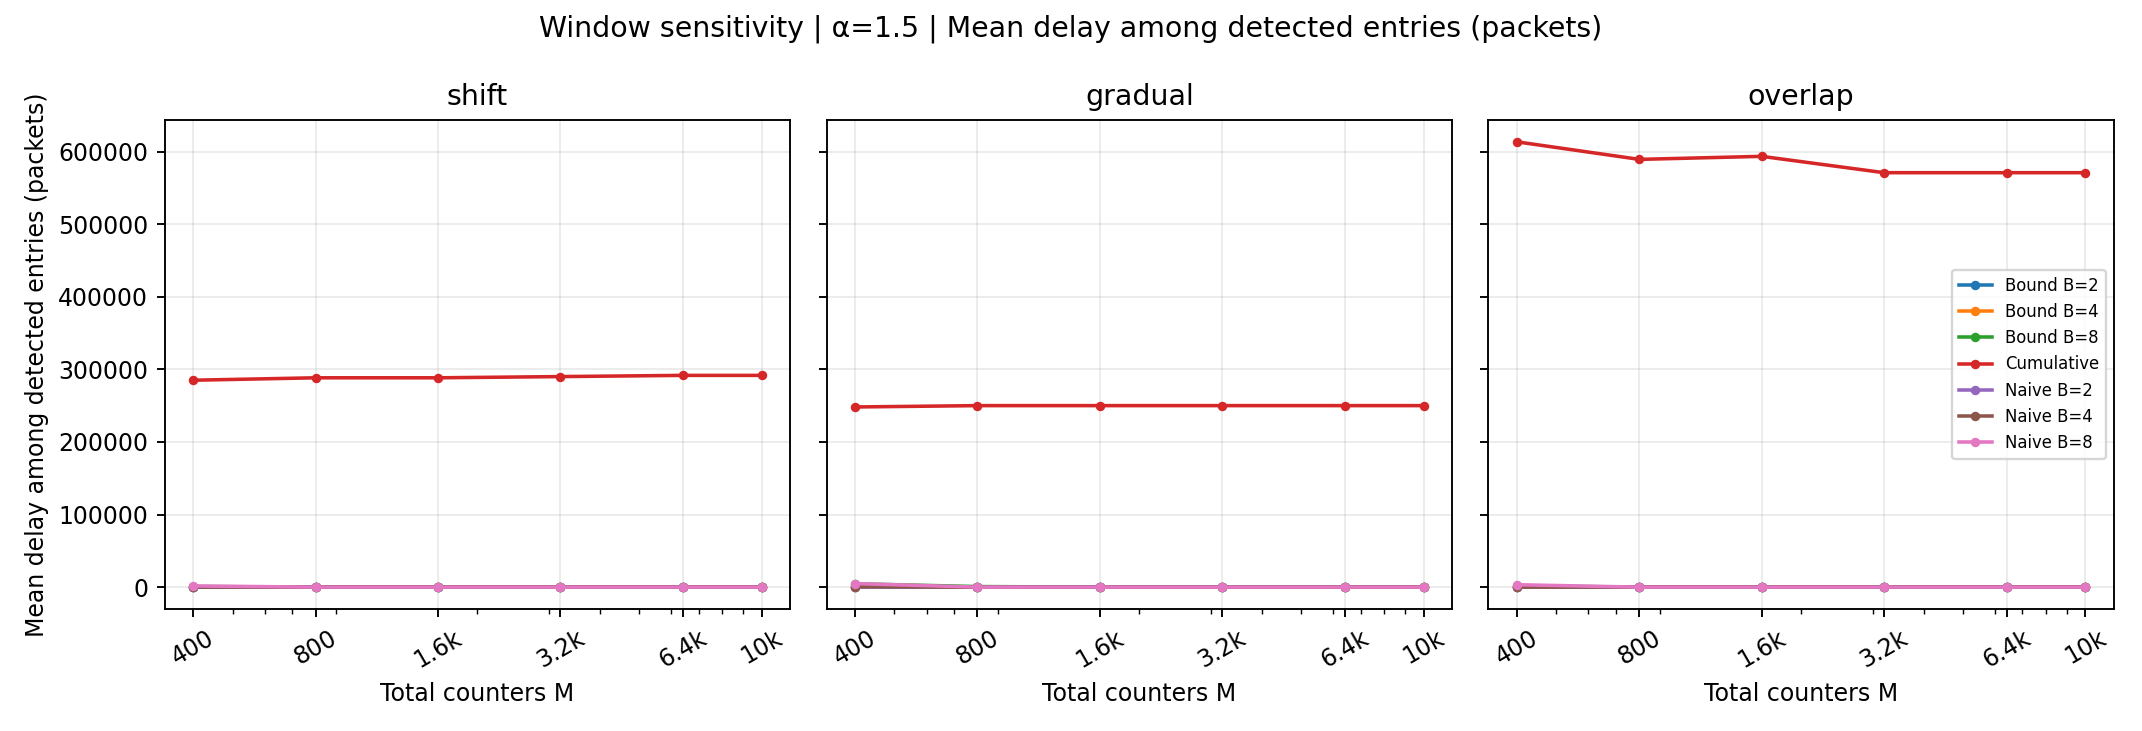 Window sensitivity | α=1.5 | Mean delay among detected entries (packets)
shift
gradual
overlap
Mean delay among detected entries (packets)
600000
500000
400000
300000
200000
100000
0
Bound B=2
Bound B=4
Bound B=8
Cumulative
Naive B=2
Naive B=4
Naive B=8
400 800 1.6k 3.2k 6.4k 10k
400 800 1.6k 3.2k 6.4k 10k
400 800 1.6k 3.2k 6.4k 10k
Total counters M
Total counters M
Total counters M